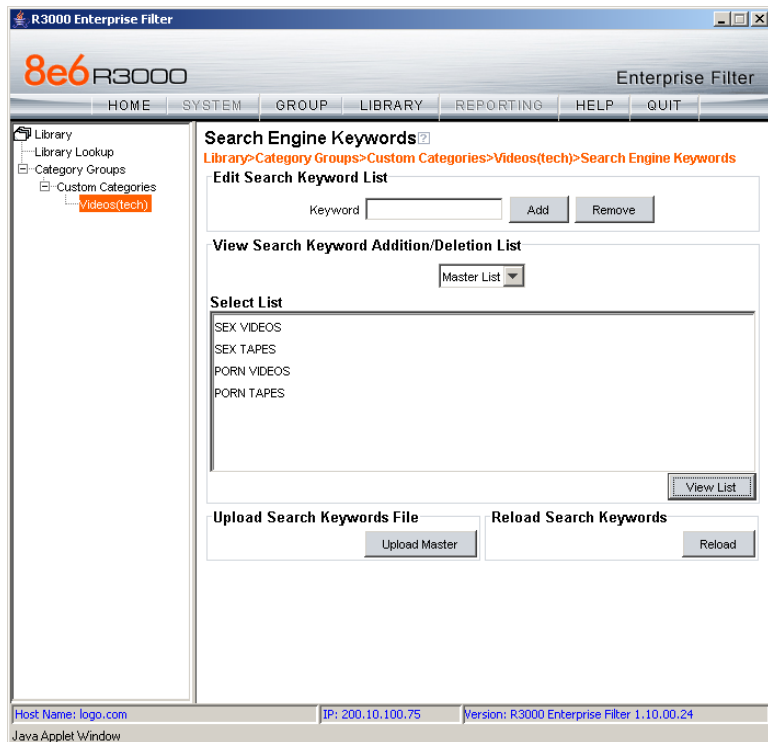 R3000 Enterprise Filter
8e6 R3000
Enterprise Filter
HOME SYSTEM GROUP LIBRARY REPORTING HELP QUIT
Library
Library Lookup
Category Groups
Custom Categories
Videos(tech)
Search Engine Keywords ?
Library>Category Groups>Custom Categories>Videos(tech)>Search Engine Keywords
Edit Search Keyword List
Keyword Add Remove
View Search Keyword Addition/Deletion List
Master List
Select List
SEX VIDEOS
SEX TAPES
PORN VIDEOS
PORN TAPES
View List
Upload Search Keywords File
Upload Master
Reload Search Keywords
Reload
Host Name: logo.com IP: 200.10.100.75 Version: R3000 Enterprise Filter 1.10.00.24
Java Applet Window